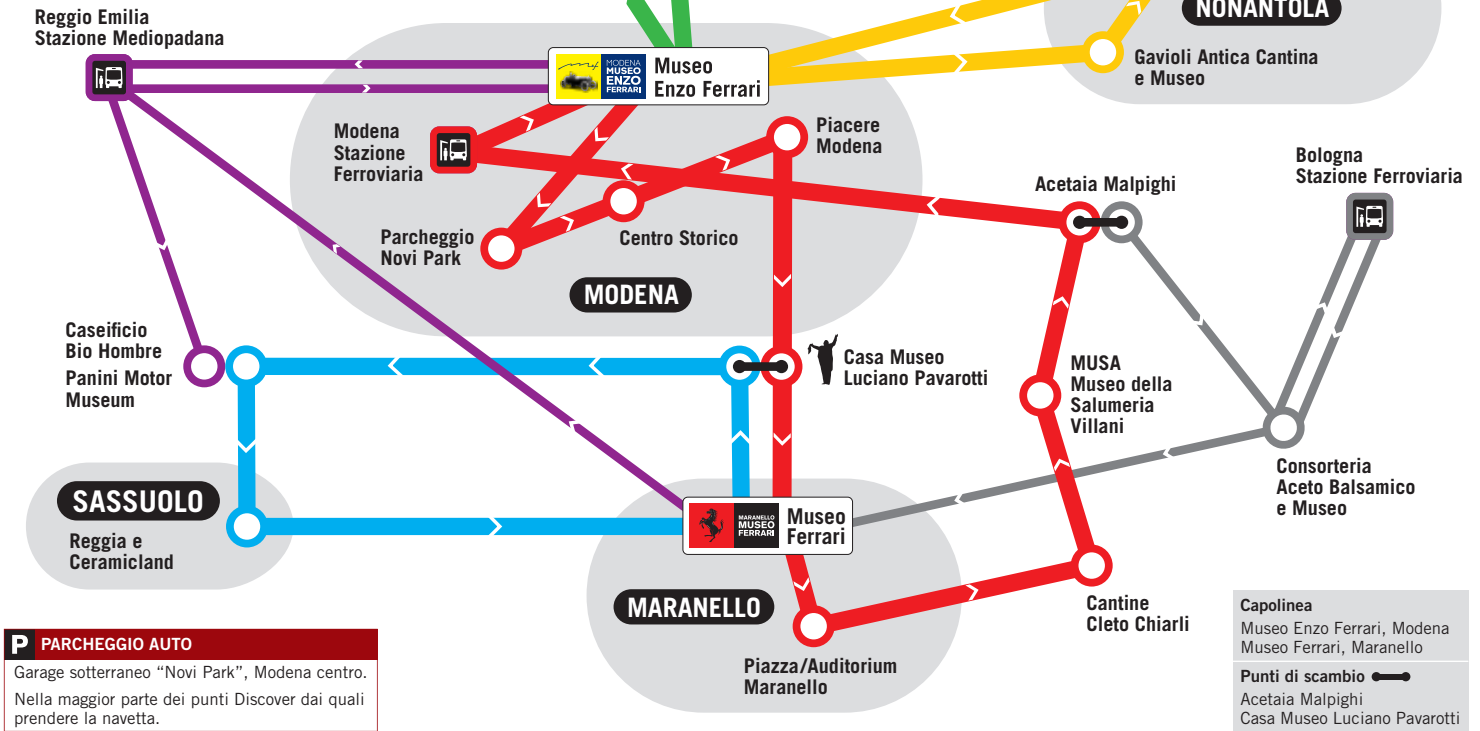 Reggio Emilia
Stazione Mediopadana
NONANTOLA
Gavioli Antica Cantina
e Museo
MODENA
MUSEO
ENZO
FERRARI
Museo
Enzo Ferrari
Modena
Stazione
Ferroviaria
Piacere
Modena
Bologna
Stazione Ferroviaria
Acetaia Malpighi
Parcheggio
Novi Park
Centro Storico
MODENA
Caseificio
Bio Hombre
Panini Motor
Museum
Casa Museo
Luciano Pavarotti
MUSA
Museo della
Salumeria
Villani
Consorteria
Aceto Balsamico
e Museo
SASSUOLO
Reggia e
Ceramicland
MARANELLO
MUSEO
FERRARI
Museo
Ferrari
MARANELLO
Cantine
Cleto Chiarli
Piazza/Auditorium
Maranello
P PARCHEGGIO AUTO
Garage sotterraneo “Novi Park”, Modena centro.
Nella maggior parte dei punti Discover dai quali
prendere la navetta.
Capolinea
Museo Enzo Ferrari, Modena
Museo Ferrari, Maranello
Punti di scambio
Acetaia Malpighi
Casa Museo Luciano Pavarotti